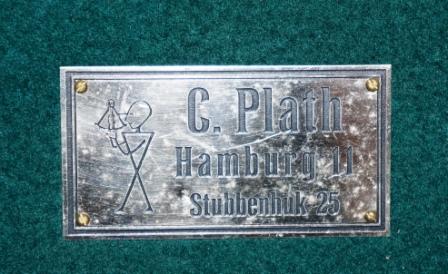 C. Plath
Hamburg 11
Stubbenhuk 25